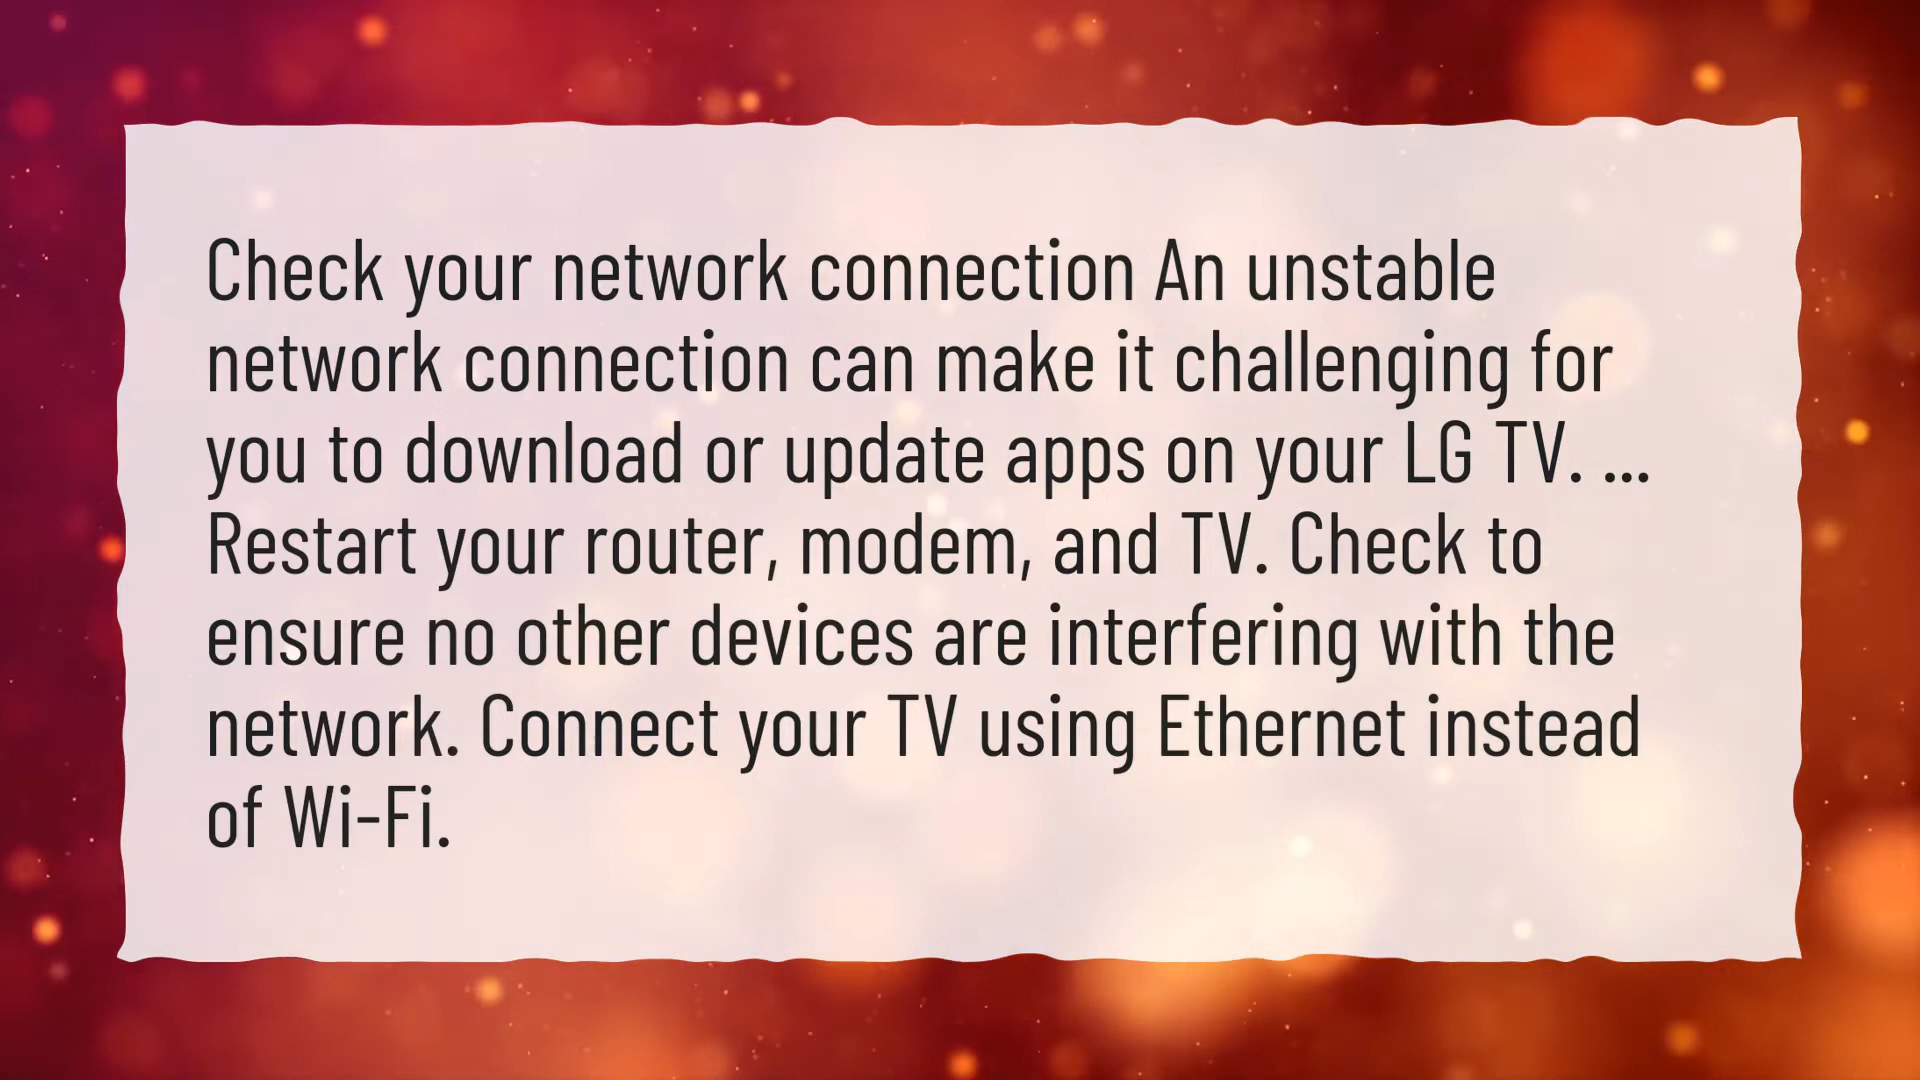 Check your network connection An unstable
network connection can make it challenging for
you to download or update apps on your LG TV. ...
Restart your router, modem, and TV. Check to
ensure no other devices are interfering with the
network. Connect your TV using Ethernet instead
of Wi-Fi.